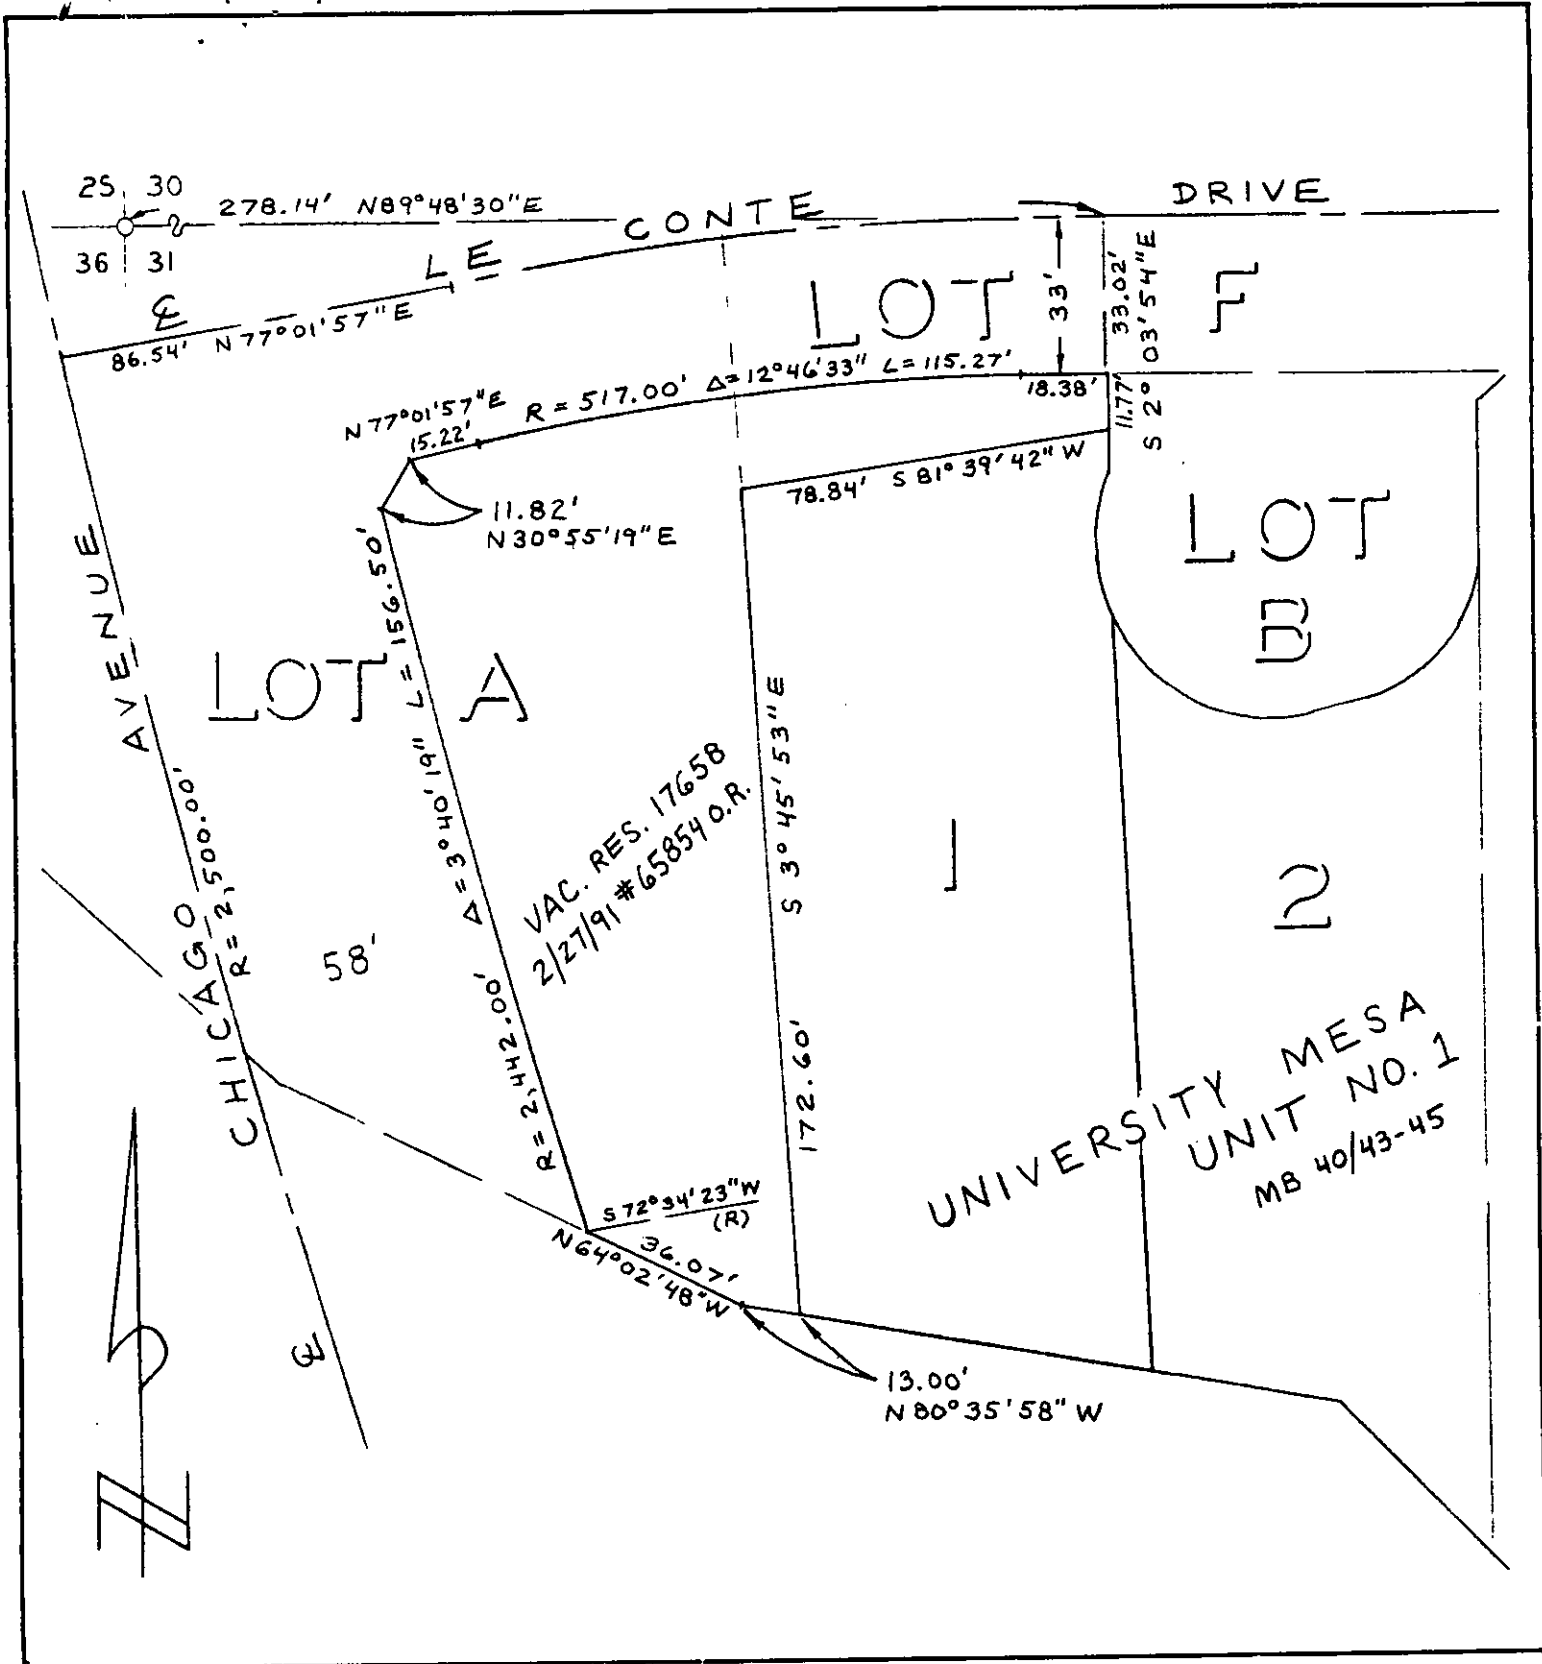 25 30
36 31
278.14' N89°48'30"E
LE CONTE DRIVE
℄
86.54' N77°01'57"E
LOT F
33'
33.02'
S 2° 03'54"E
11.77'
N77°01'57"E
15.22'
R = 517.00' Δ=12°46'33" L=115.27'
18.38'
78.84' S 81°39'42" W
11.82'
N30°55'19"E
LOT
B
CHICAGO AVENUE
R= 2,500.00'
LOT A
58'
R= 2,442.00' Δ=3°40'19" L=156.50'
VAC. RES. 17658
2/27/91 #65854 O.R.
S 3°45'53"E
172.60'
1
2
UNIVERSITY MESA
UNIT NO. 1
MB 40/43-45
S72°34'23"W
(R)
36.07'
N64°02'48"W
℄
13.00'
N80°35'58" W
N